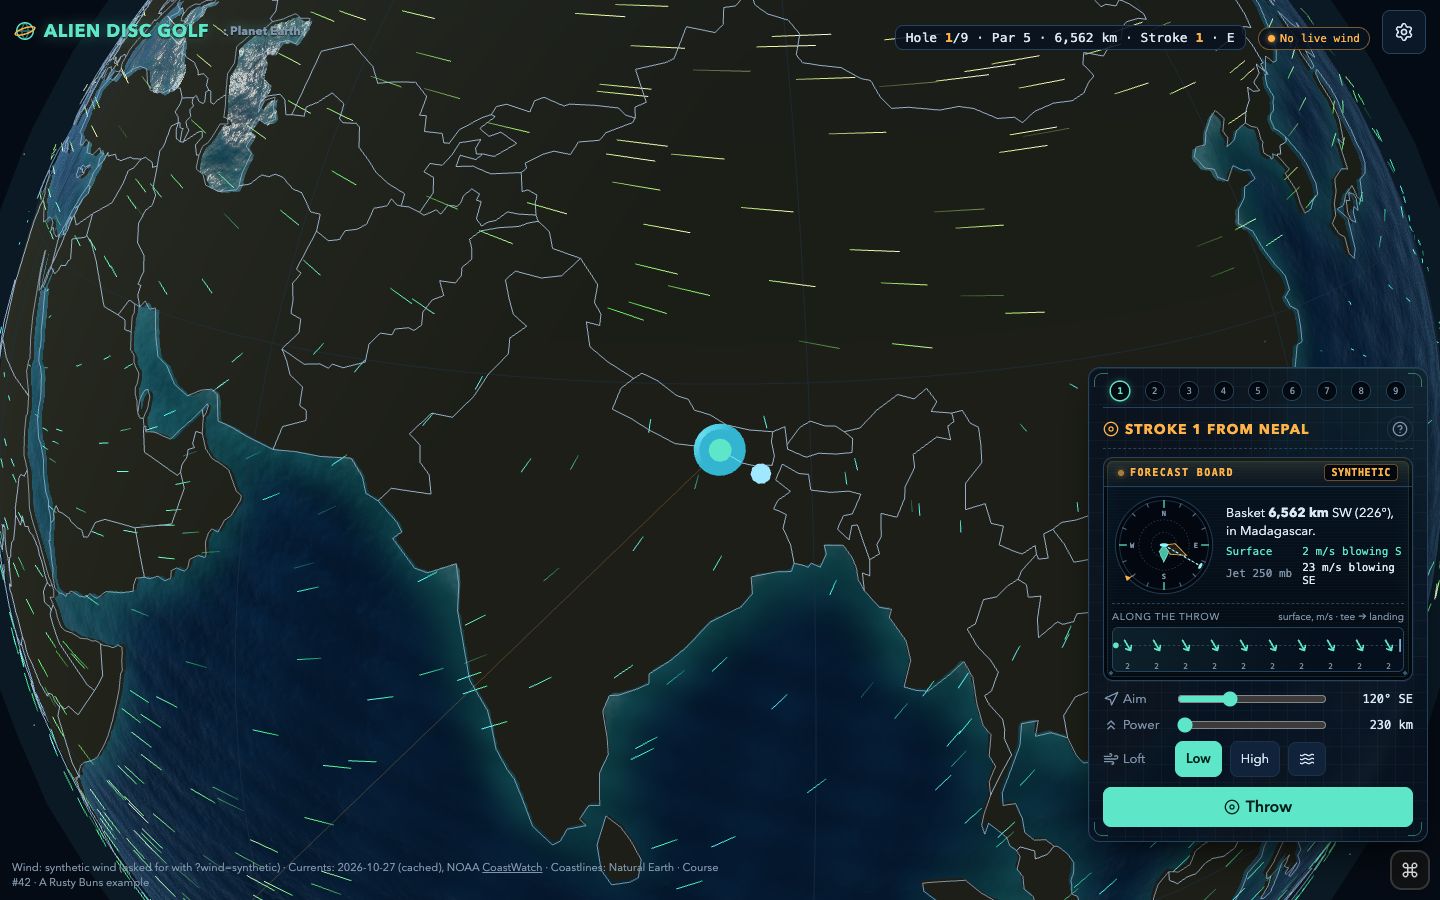 ALIEN DISC GOLF : Planet Earth
Hole 1/9 · Par 5 · 6,562 km · Stroke 1 · E
No live wind
1 2 3 4 5 6 7 8 9
STROKE 1 FROM NEPAL
?
FORECAST BOARD
SYNTHETIC
N
W E
S
Basket 6,562 km SW (226°),
in Madagascar.
Surface 2 m/s blowing S
Jet 250 mb 23 m/s blowing
SE
ALONG THE THROW surface, m/s · tee → landing
2 2 2 2 2 2 2 2 2 2
Aim 120° SE
Power 230 km
Loft Low High
Throw
Wind: synthetic wind (asked for with ?wind=synthetic) · Currents: 2026-10-27 (cached), NOAA CoastWatch · Coastlines: Natural Earth · Course
#42 · A Rusty Buns example
⌘